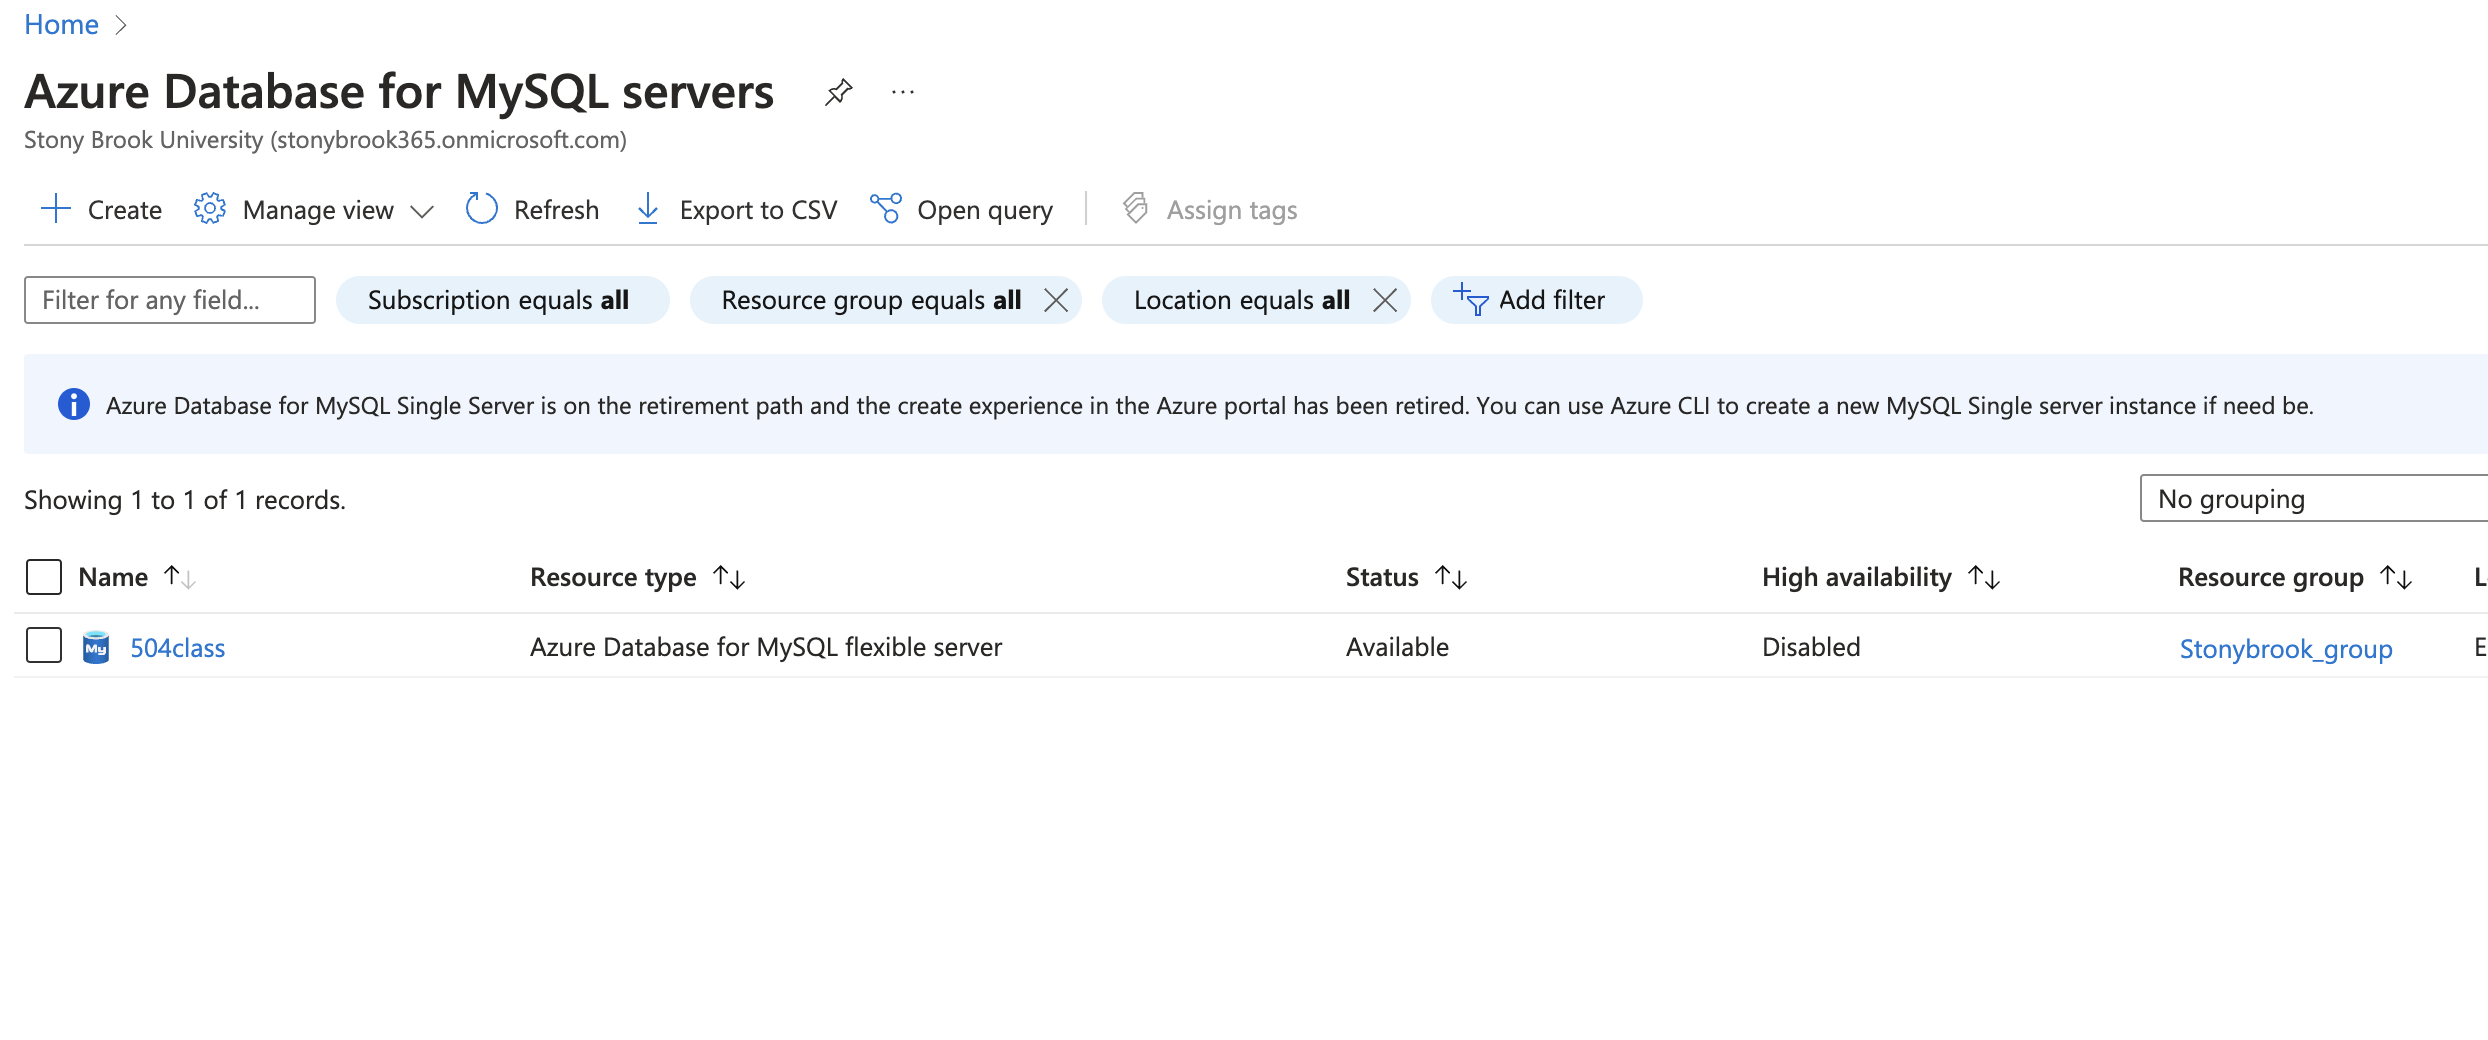 Home
Azure Database for MySQL servers
Stony Brook University (stonybrook365.onmicrosoft.com)
Create Manage view Refresh Export to CSV Open query Assign tags
Filter for any field... Subscription equals all Resource group equals all Location equals all Add filter
Azure Database for MySQL Single Server is on the retirement path and the create experience in the Azure portal has been retired. You can use Azure CLI to create a new MySQL Single server instance if need be.
Showing 1 to 1 of 1 records. No grouping
Name Resource type Status High availability Resource group
My 504class Azure Database for MySQL flexible server Available Disabled Stonybrook_group